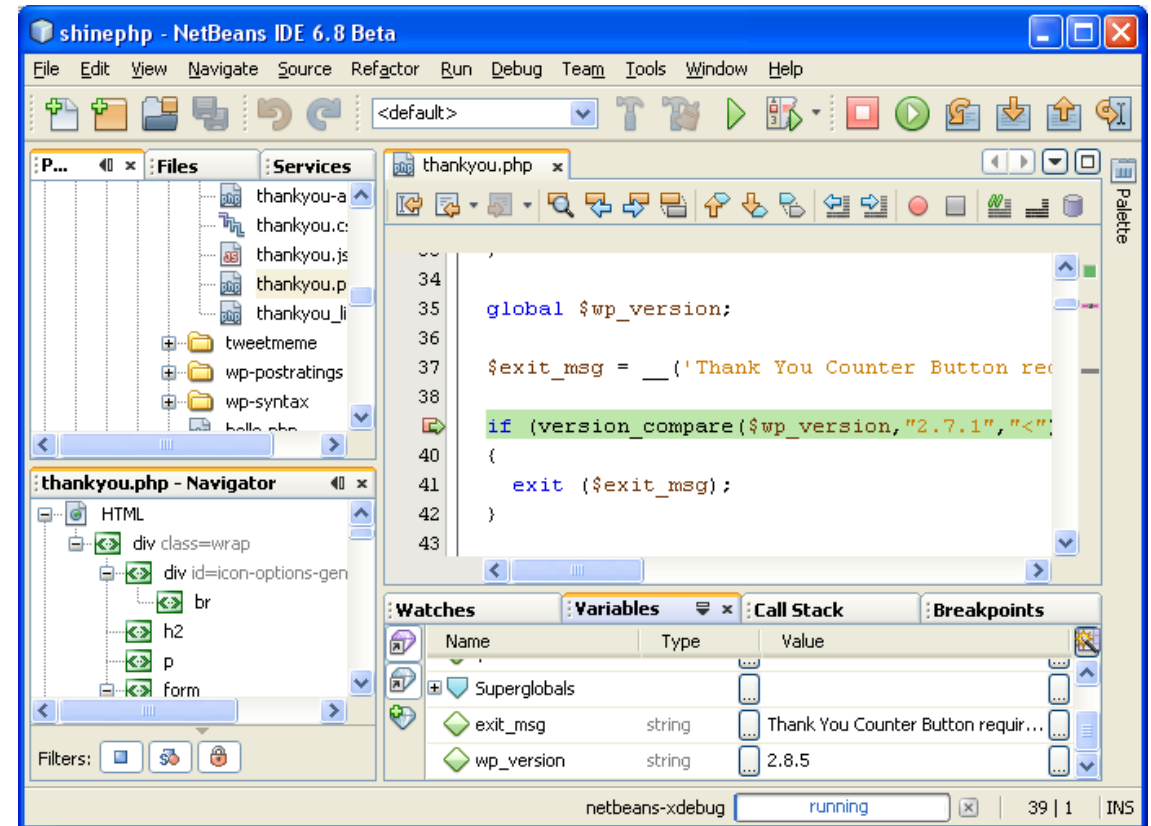 shinephp - NetBeans IDE 6.8 Beta
File Edit View Navigate Source Refactor Run Debug Team Tools Window Help
<default>
P... Files Services
thankyou-a
thankyou.c
thankyou.js
thankyou.p
thankyou_li
tweetmeme
wp-postratings
wp-syntax
hello.php
thankyou.php - Navigator
HTML
div class=wrap
div id=icon-options-gen
br
h2
p
form
Filters:
thankyou.php
Palette
34
35 global $wp_version;
36
37 $exit_msg = __('Thank You Counter Button rec
38
if (version_compare($wp_version,"2.7.1","<")
40 {
41 exit ($exit_msg);
42 }
43
Watches Variables Call Stack Breakpoints
Name Type Value
Superglobals
exit_msg string Thank You Counter Button requir...
wp_version string 2.8.5
netbeans-xdebug running 39 | 1 INS